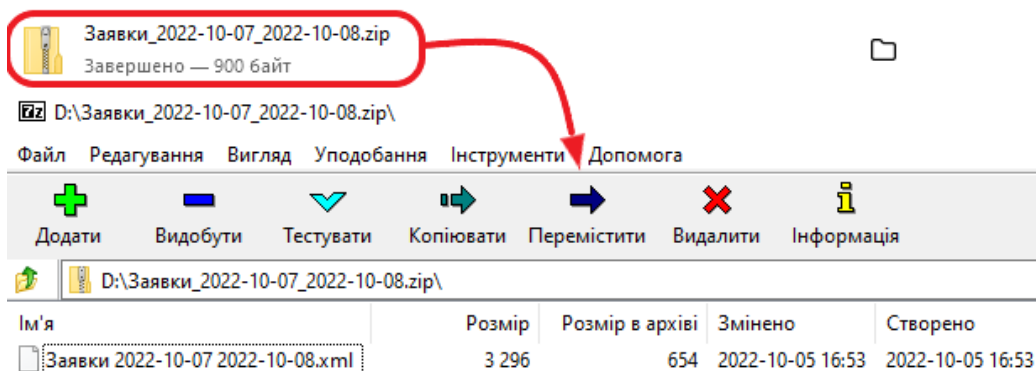 Заявки_2022-10-07_2022-10-08.zip
Завершено — 900 байт
7z D:\Заявки_2022-10-07_2022-10-08.zip\
Файл Редагування Вигляд Уподобання Інструменти Допомога
Додати Видобути Тестувати Копіювати Перемістити Видалити Інформація
D:\Заявки_2022-10-07_2022-10-08.zip\
Ім'я Розмір Розмір в архіві Змінено Створено
Заявки 2022-10-07 2022-10-08.xml 3 296 654 2022-10-05 16:53 2022-10-05 16:53